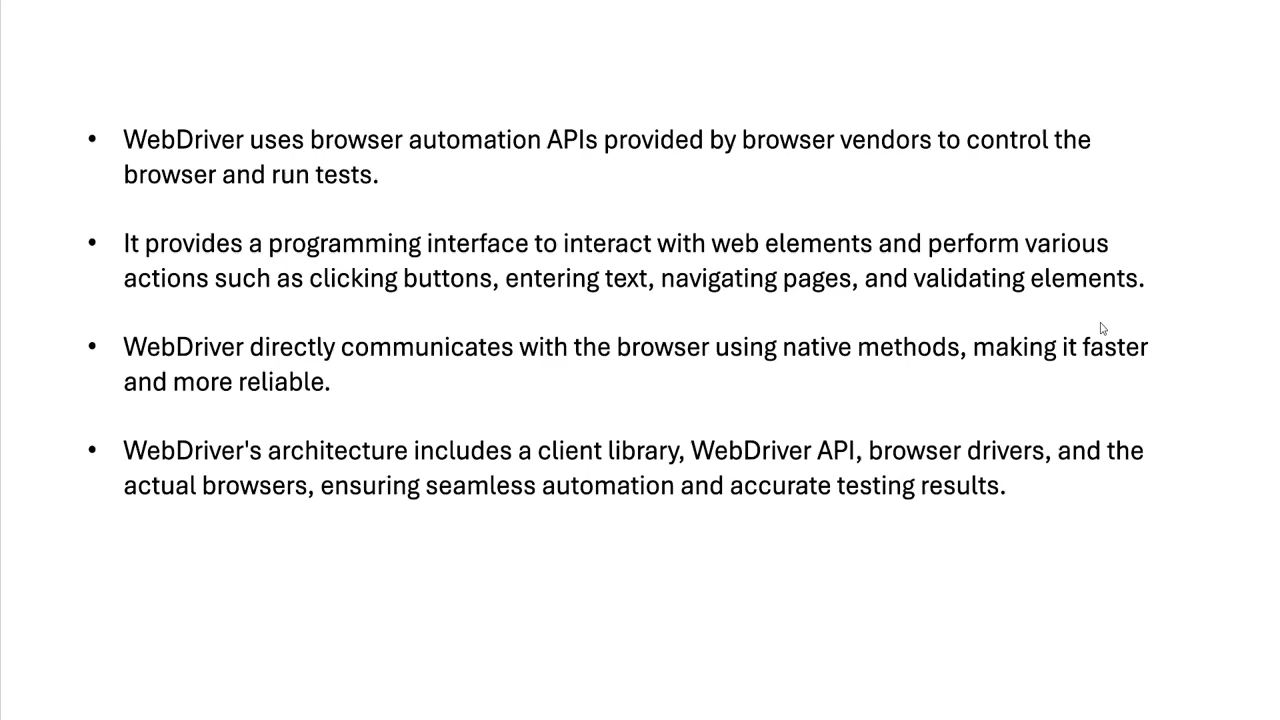 • WebDriver uses browser automation APIs provided by browser vendors to control the
browser and run tests.
• It provides a programming interface to interact with web elements and perform various
actions such as clicking buttons, entering text, navigating pages, and validating elements.
• WebDriver directly communicates with the browser using native methods, making it faster
and more reliable.
• WebDriver's architecture includes a client library, WebDriver API, browser drivers, and the
actual browsers, ensuring seamless automation and accurate testing results.